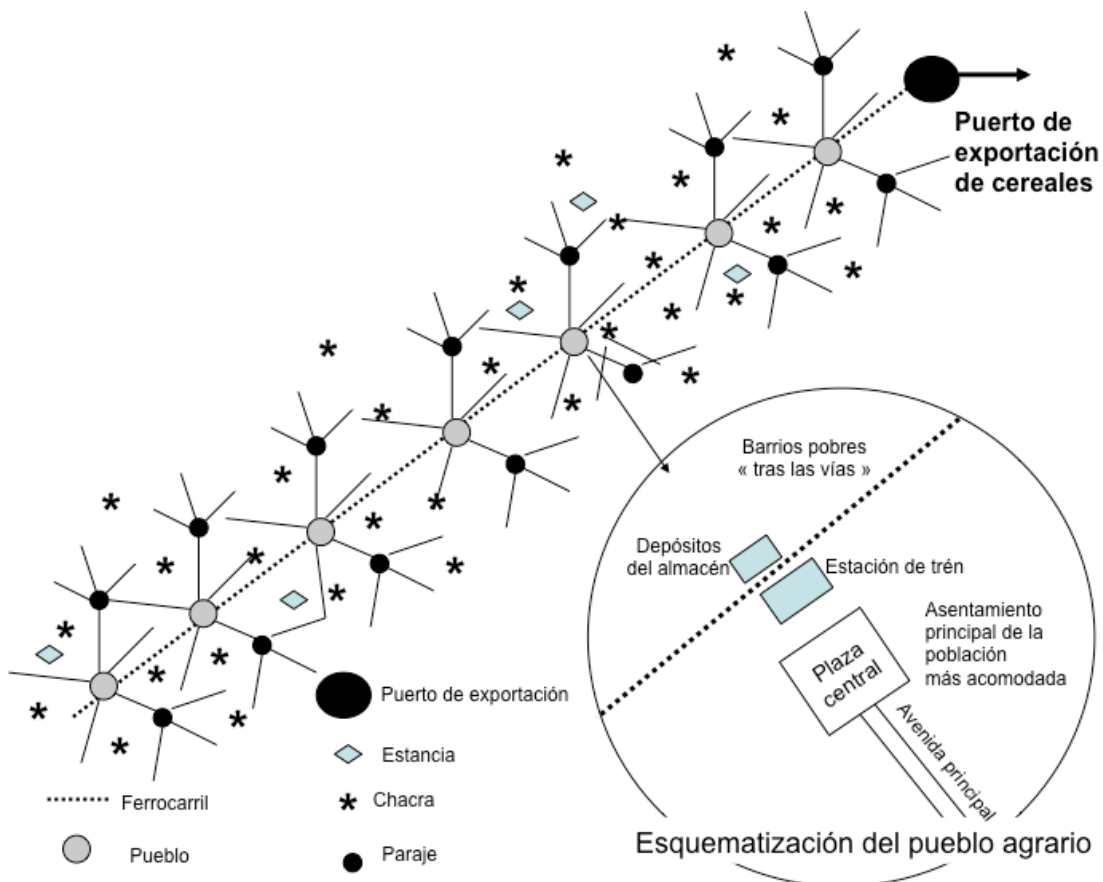 Puerto de
exportación
de cereales
Barrios pobres
« tras las vías »
Depósitos
del almacén
Estación de trén
Asentamiento
principal de la
población
más acomodada
Plaza
central
Avenida principal
Esquematización del pueblo agrario
Puerto de exportación
Estancia
Ferrocarril
Chacra
Pueblo
Paraje